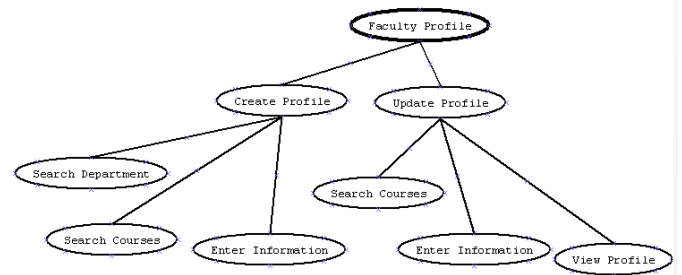 Faculty Profile
Create Profile
Update Profile
Search Department
Search Courses
Search Courses
Enter Information
Enter Information
View Profile